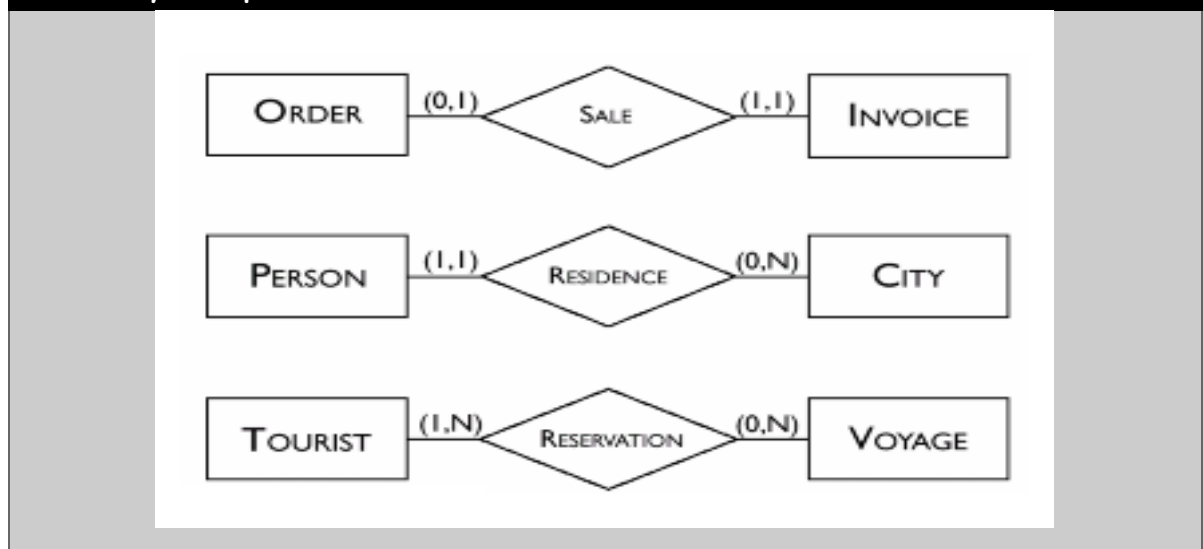 ORDER (0,1) SALE (1,1) INVOICE
PERSON (1,1) RESIDENCE (0,N) CITY
TOURIST (1,N) RESERVATION (0,N) VOYAGE